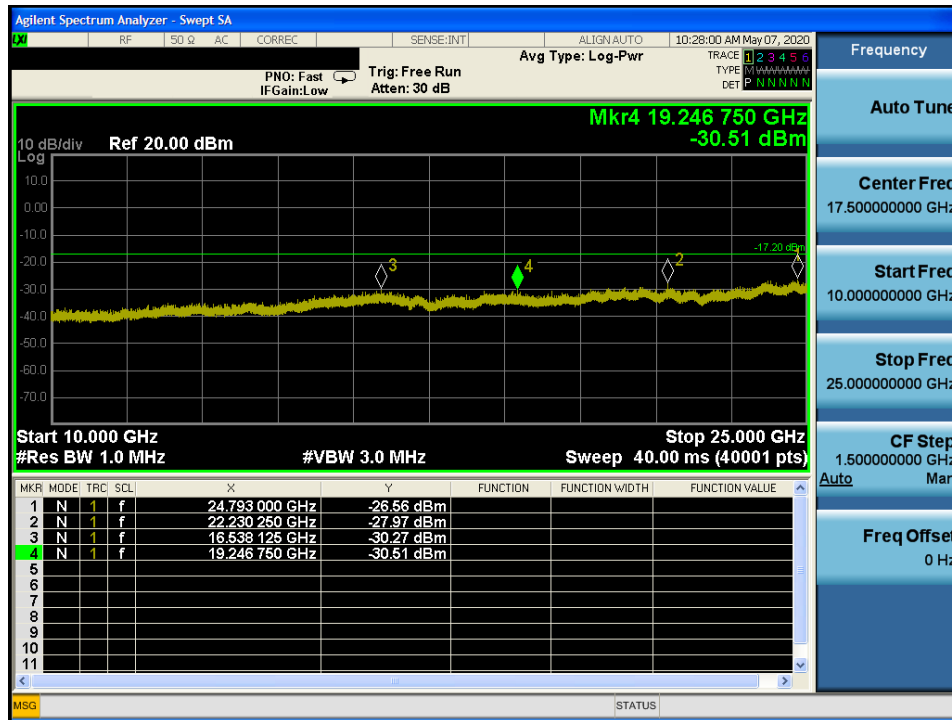 Agilent Spectrum Analyzer - Swept SA
LXI RF 50 Ω AC CORREC SENSE:INT ALIGN AUTO 10:28:00 AM May 07, 2020
Frequency
Avg Type: Log-Pwr
TRACE 1 2 3 4 5 6
PNO: Fast Trig: Free Run
TYPE M
IFGain:Low Atten: 30 dB
DET P N N N N N
Auto Tune
Mkr4 19.246 750 GHz
-30.51 dBm
10 dB/div Ref 20.00 dBm
Log
10.0
0.00
-10.0
-20.0
-30.0
-40.0
-50.0
-60.0
-70.0
-17.20 dBm
3
4
2
1
Center Freq
17.500000000 GHz
Start Freq
10.000000000 GHz
Stop Freq
25.000000000 GHz
Start 10.000 GHz Stop 25.000 GHz
#Res BW 1.0 MHz #VBW 3.0 MHz Sweep 40.00 ms (40001 pts)
CF Step
1.500000000 GHz
Auto Man
MKR MODE TRC SCL X Y FUNCTION FUNCTION WIDTH FUNCTION VALUE
1 N 1 f 24.793 000 GHz -26.56 dBm
2 N 1 f 22.230 250 GHz -27.97 dBm
3 N 1 f 16.538 125 GHz -30.27 dBm
4 N 1 f 19.246 750 GHz -30.51 dBm
5
6
7
8
9
10
11
Freq Offset
0 Hz
MSG STATUS